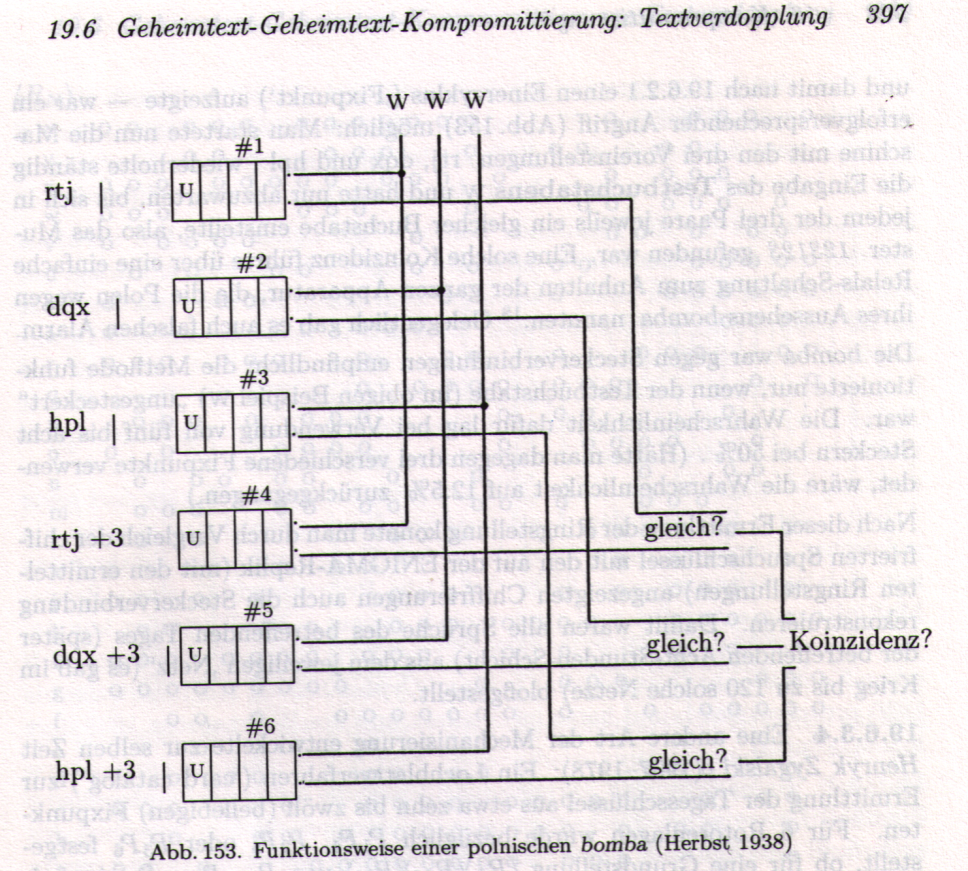 19.6 Geheimtext-Geheimtext-Kompromittierung: Textverdopplung 397
W W W
#1
rtj U
#2
dqx U
#3
hpl U
#4
rtj +3 U
gleich?
#5
dqx +3 U
gleich? Koinzidenz?
#6
hpl +3 U
gleich?
Abb. 153. Funktionsweise einer polnischen bomba (Herbst 1938)